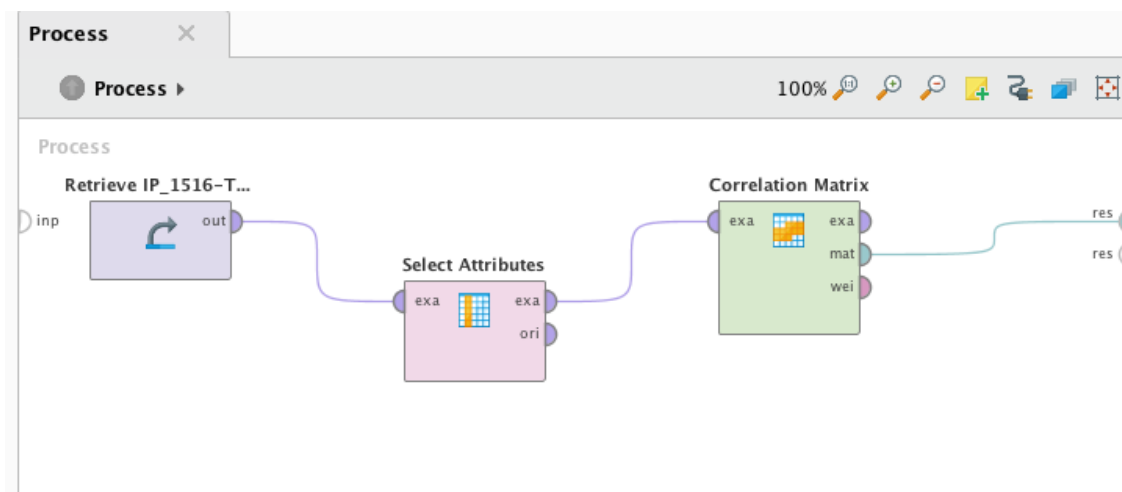 Process
Process
100%
Process
Retrieve IP_1516-T...
inp
out
Select Attributes
exa
exa
ori
Correlation Matrix
exa
exa
mat
wei
res
res